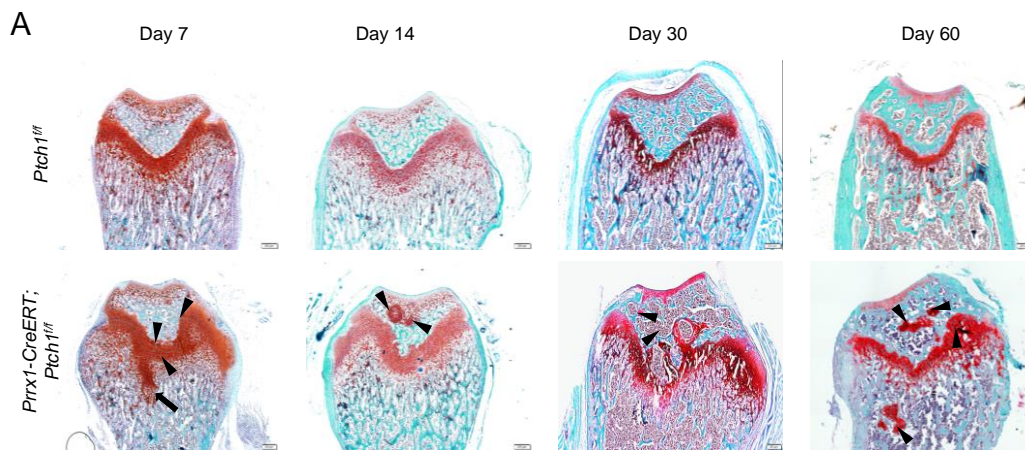 A
Day 7
Day 14
Day 30
Day 60
Ptch1f/f
Prrx1-CreERT;
Ptch1f/f